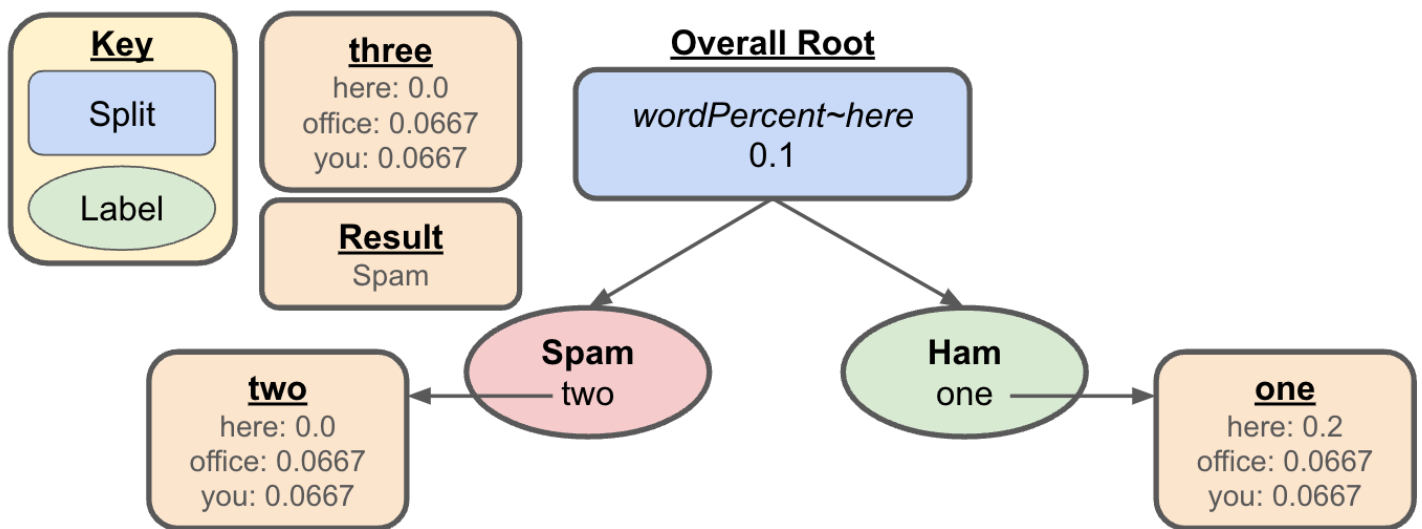 Key
Split
Label
three
here: 0.0
office: 0.0667
you: 0.0667
Result
Spam
Overall Root
wordPercent~here
0.1
Spam
two
Ham
one
two
here: 0.0
office: 0.0667
you: 0.0667
one
here: 0.2
office: 0.0667
you: 0.0667